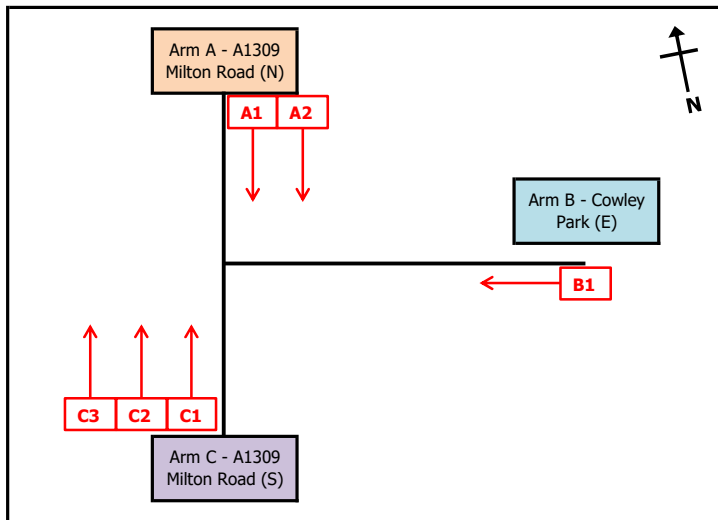 Arm A - A1309
Milton Road (N)
A1 A2
N
Arm B - Cowley
Park (E)
B1
C3 C2 C1
Arm C - A1309
Milton Road (S)